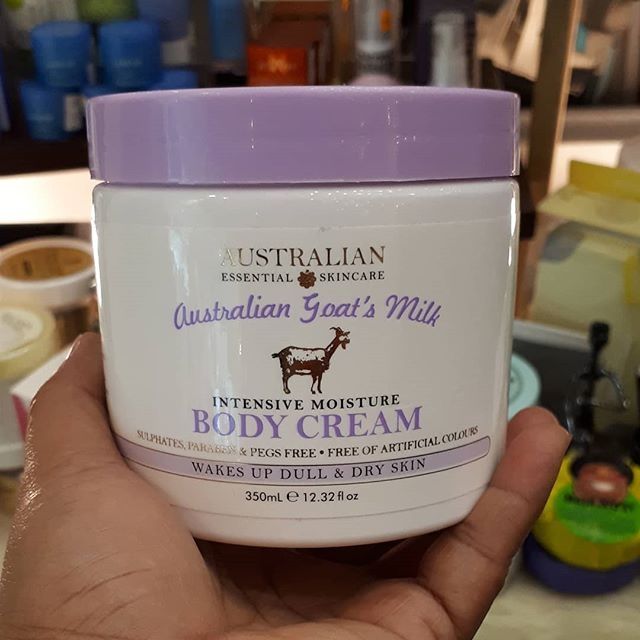 AUSTRALIAN
ESSENTIAL SKINCARE
Australian Goat's Milk
INTENSIVE MOISTURE
BODY CREAM
SULPHATES, PARABEN & PEGS FREE • FREE OF ARTIFICIAL COLOURS
WAKES UP DULL & DRY SKIN
350mL ℮ 12.32 fl oz